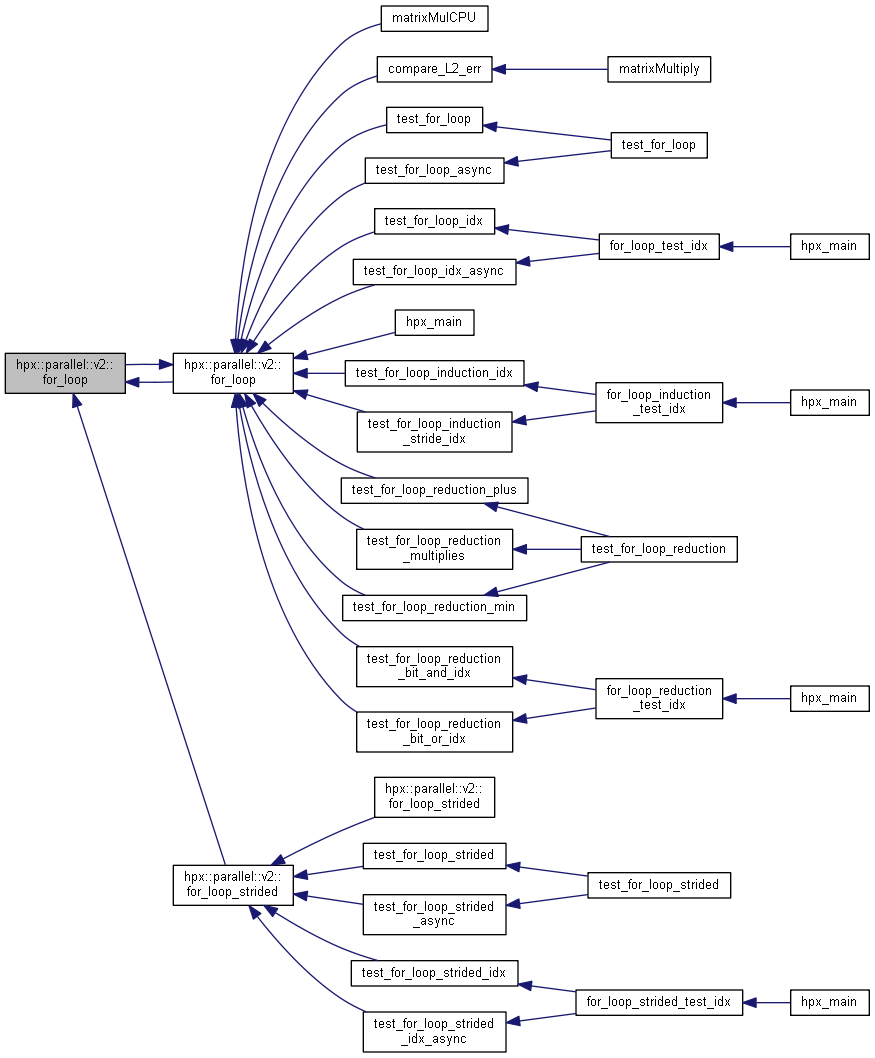 matrixMulCPU
compare_L2_err
matrixMultiply
test_for_loop
test_for_loop
test_for_loop_async
test_for_loop_idx
for_loop_test_idx
hpx_main
test_for_loop_idx_async
hpx_main
hpx::parallel::v2::
for_loop
hpx::parallel::v2::
for_loop
test_for_loop_induction_idx
for_loop_induction
_test_idx
hpx_main
test_for_loop_induction
_stride_idx
test_for_loop_reduction_plus
test_for_loop_reduction
_multiplies
test_for_loop_reduction
test_for_loop_reduction_min
test_for_loop_reduction
_bit_and_idx
for_loop_reduction
_test_idx
hpx_main
test_for_loop_reduction
_bit_or_idx
hpx::parallel::v2::
for_loop_strided
test_for_loop_strided
hpx::parallel::v2::
for_loop_strided
test_for_loop_strided
test_for_loop_strided
_async
test_for_loop_strided_idx
for_loop_strided_test_idx
hpx_main
test_for_loop_strided
_idx_async